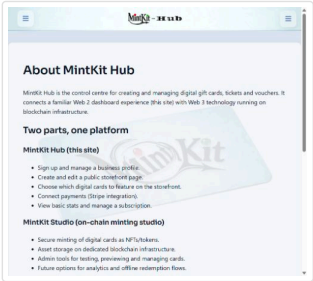 MintKit - Hub
About MintKit Hub
MintKit Hub is the control centre for creating and managing digital gift cards, tickets and vouchers. It
connects a familiar Web 2 dashboard experience (this site) with Web 3 technology running on
blockchain infrastructure.
Two parts, one platform
MintKit Hub (this site)
• Sign up and manage a business profile.
• Create and edit a public storefront page.
• Choose which digital cards to feature on the storefront.
• Connect payments (Stripe integration).
• View basic stats and manage a subscription.
MintKit Studio (on-chain minting studio)
• Secure minting of digital cards as NFTs/tokens.
• Asset storage on dedicated blockchain infrastructure.
• Admin tools for testing, previewing and managing cards.
• Future options for analytics and offline redemption flows.
MintKit